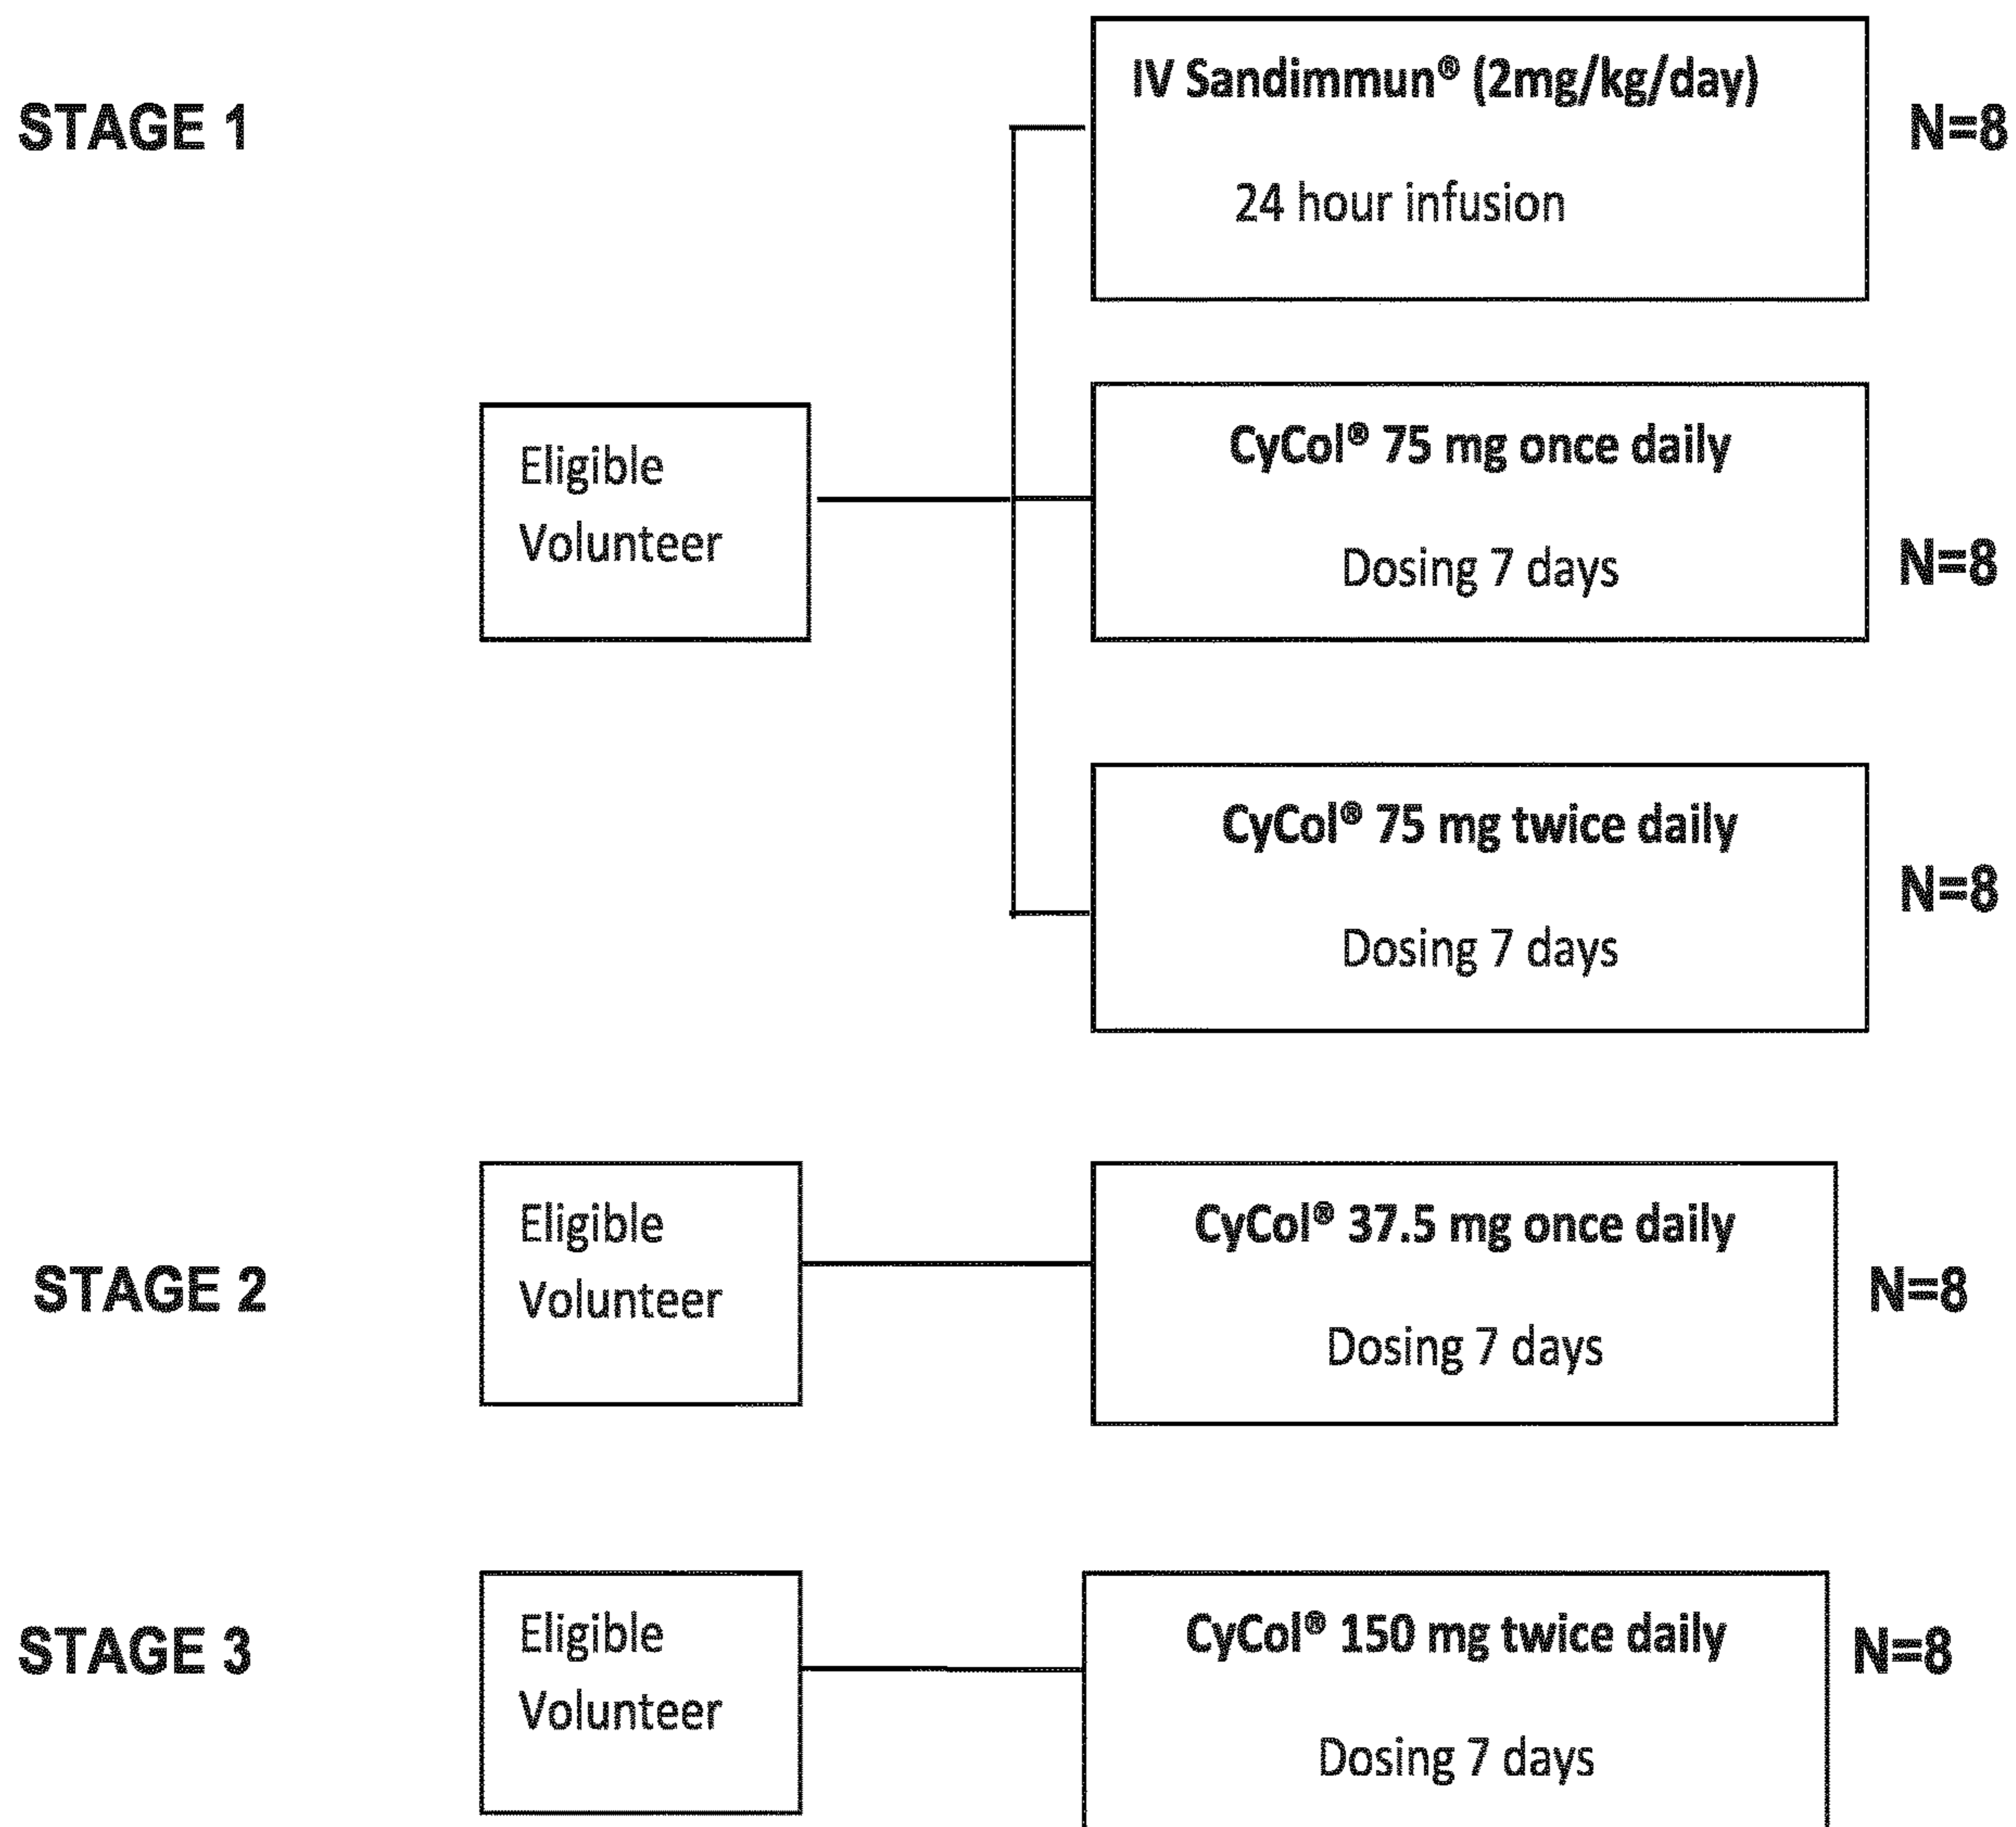 STAGE 1
IV Sandimmun® (2mg/kg/day)
24 hour infusion
N=8
Eligible
Volunteer
CyCol® 75 mg once daily
Dosing 7 days
N=8
CyCol® 75 mg twice daily
Dosing 7 days
N=8
STAGE 2
Eligible
Volunteer
CyCol® 37.5 mg once daily
Dosing 7 days
N=8
STAGE 3
Eligible
Volunteer
CyCol® 150 mg twice daily
Dosing 7 days
N=8